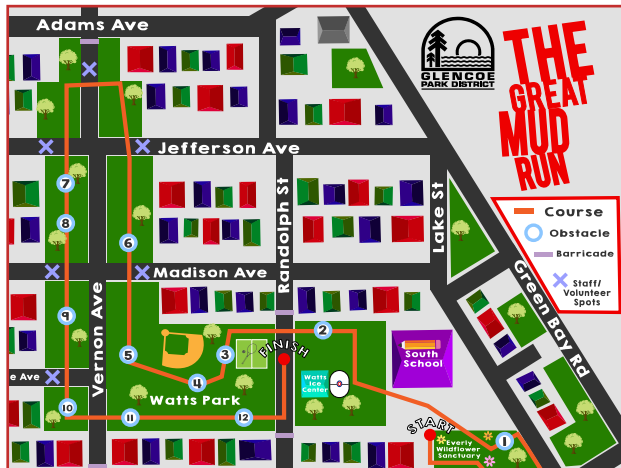 Adams Ave
GLENCOE
PARK DISTRICT
THE
GREAT
MUD
RUN
Jefferson Ave
Course
Obstacle
Barricade
Staff/
Volunteer
Spots
Randolph St
Lake St
Green Bay Rd
Madison Ave
Vernon Ave
7
8
6
9
5
4
3
2
FINISH
South
School
Watts
Ice
Center
e Ave
Watts Park
10
11
12
START
1
Everly
Wildflower
Sanctuary